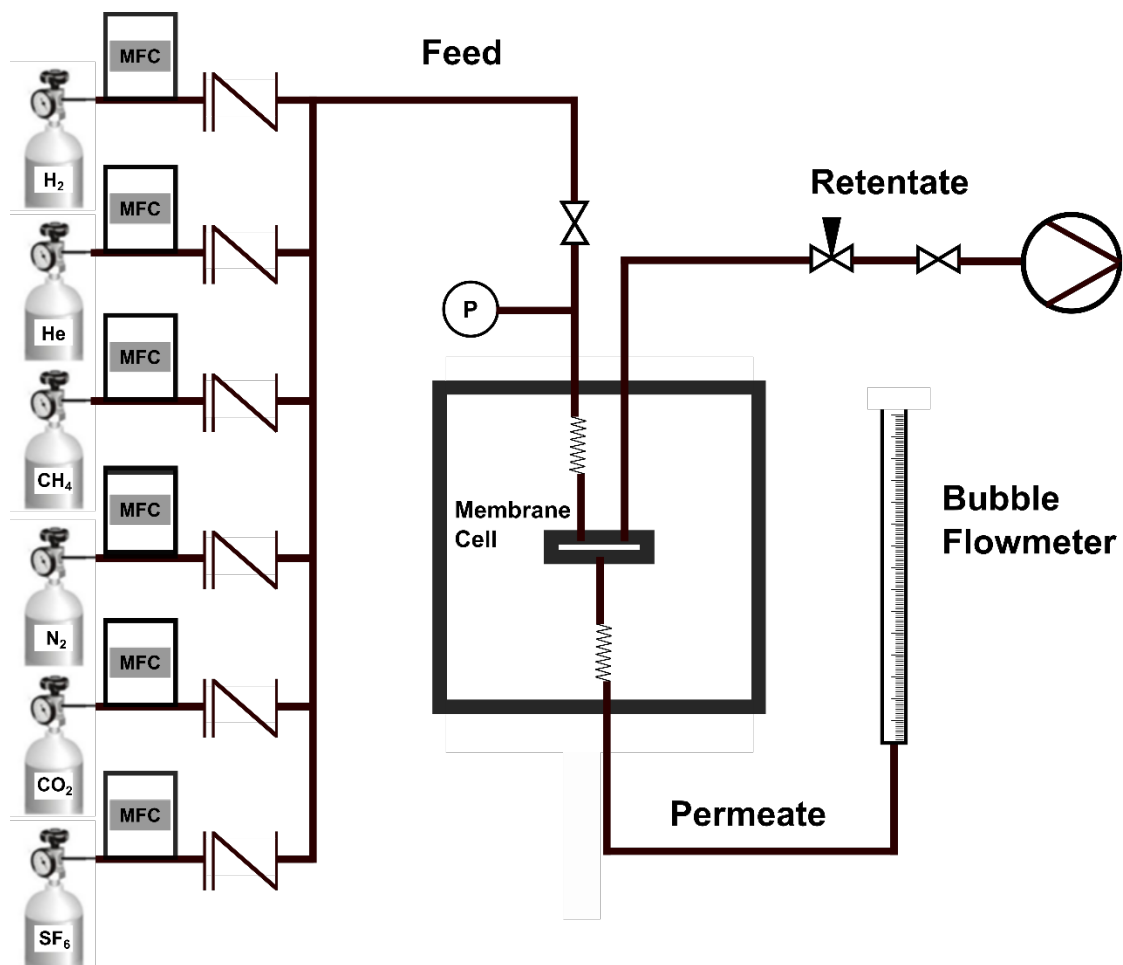 MFC
Feed
H₂
MFC
Retentate
He
P
MFC
CH₄
MFC
Membrane
Cell
Bubble
Flowmeter
N₂
MFC
CO₂
MFC
Permeate
SF₆